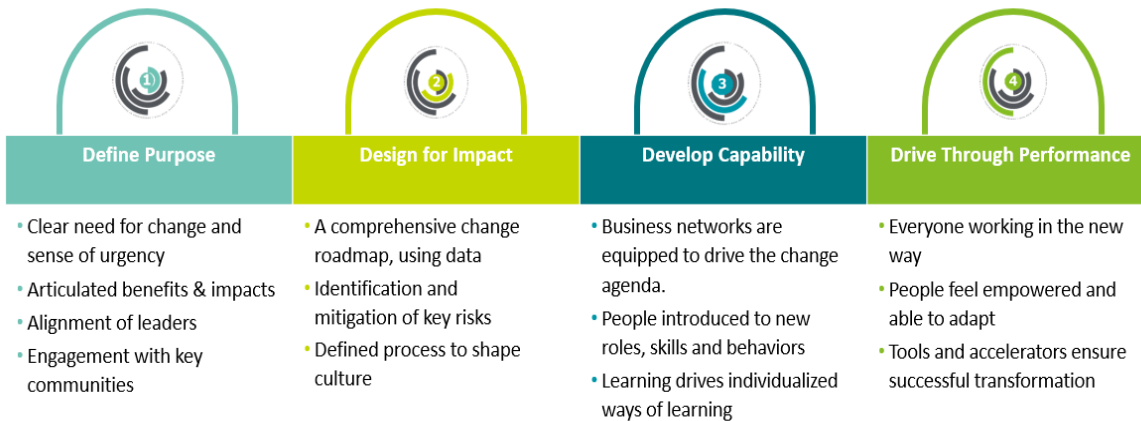 1
2
3
4
Define Purpose
Design for Impact
Develop Capability
Drive Through Performance
• Clear need for change and
sense of urgency
• Articulated benefits & impacts
• Alignment of leaders
• Engagement with key
communities
• A comprehensive change
roadmap, using data
• Identification and
mitigation of key risks
• Defined process to shape
culture
• Business networks are
equipped to drive the change
agenda.
• People introduced to new
roles, skills and behaviors
• Learning drives individualized
ways of learning
• Everyone working in the new
way
• People feel empowered and
able to adapt
• Tools and accelerators ensure
successful transformation